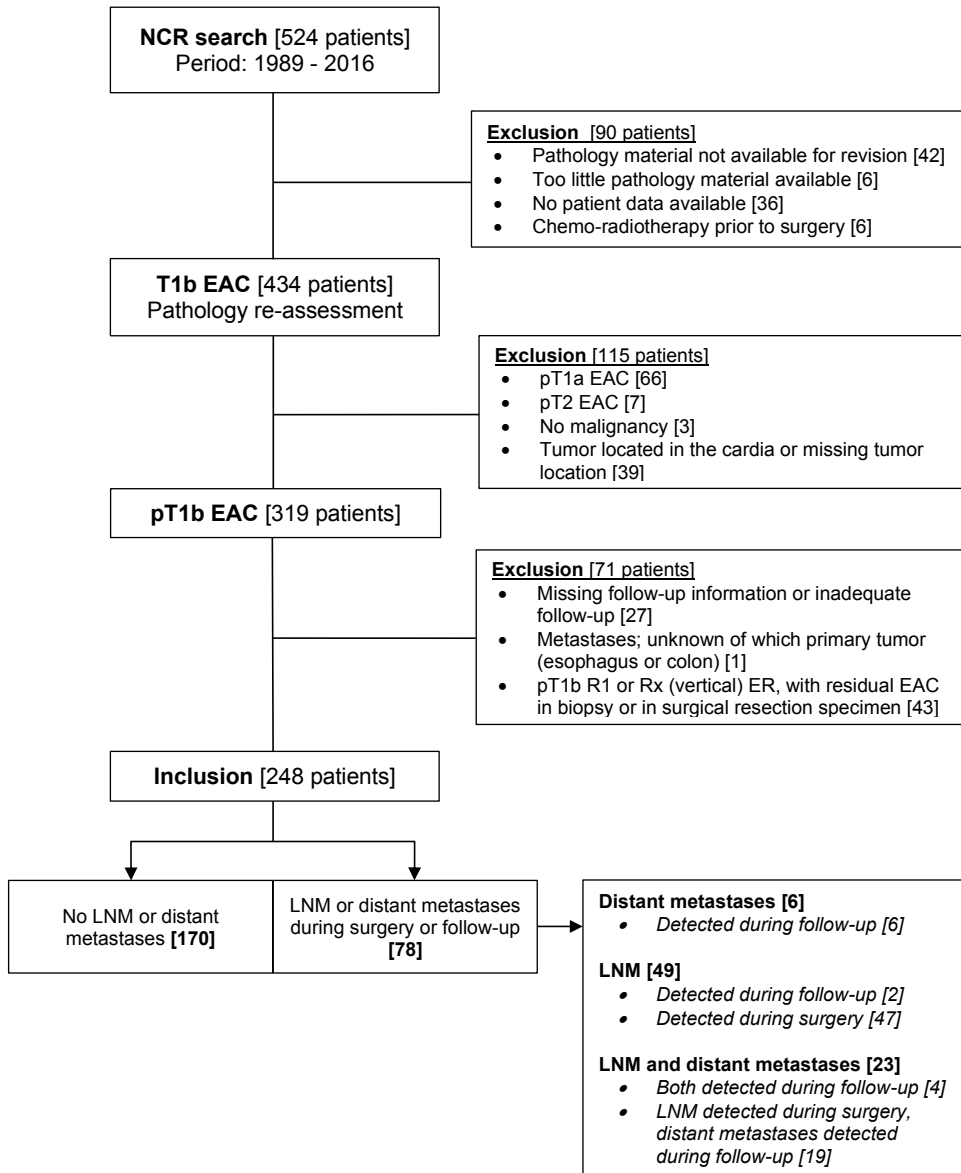 NCR search [524 patients]
Period: 1989 - 2016
Exclusion [90 patients]
• Pathology material not available for revision [42]
• Too little pathology material available [6]
• No patient data available [36]
• Chemo-radiotherapy prior to surgery [6]
T1b EAC [434 patients]
Pathology re-assessment
Exclusion [115 patients]
• pT1a EAC [66]
• pT2 EAC [7]
• No malignancy [3]
• Tumor located in the cardia or missing tumor
location [39]
pT1b EAC [319 patients]
Exclusion [71 patients]
• Missing follow-up information or inadequate
follow-up [27]
• Metastases; unknown of which primary tumor
(esophagus or colon) [1]
• pT1b R1 or Rx (vertical) ER, with residual EAC
in biopsy or in surgical resection specimen [43]
Inclusion [248 patients]
No LNM or distant
metastases [170]
LNM or distant metastases
during surgery or follow-up
[78]
Distant metastases [6]
• Detected during follow-up [6]
LNM [49]
• Detected during follow-up [2]
• Detected during surgery [47]
LNM and distant metastases [23]
• Both detected during follow-up [4]
• LNM detected during surgery,
distant metastases detected
during follow-up [19]